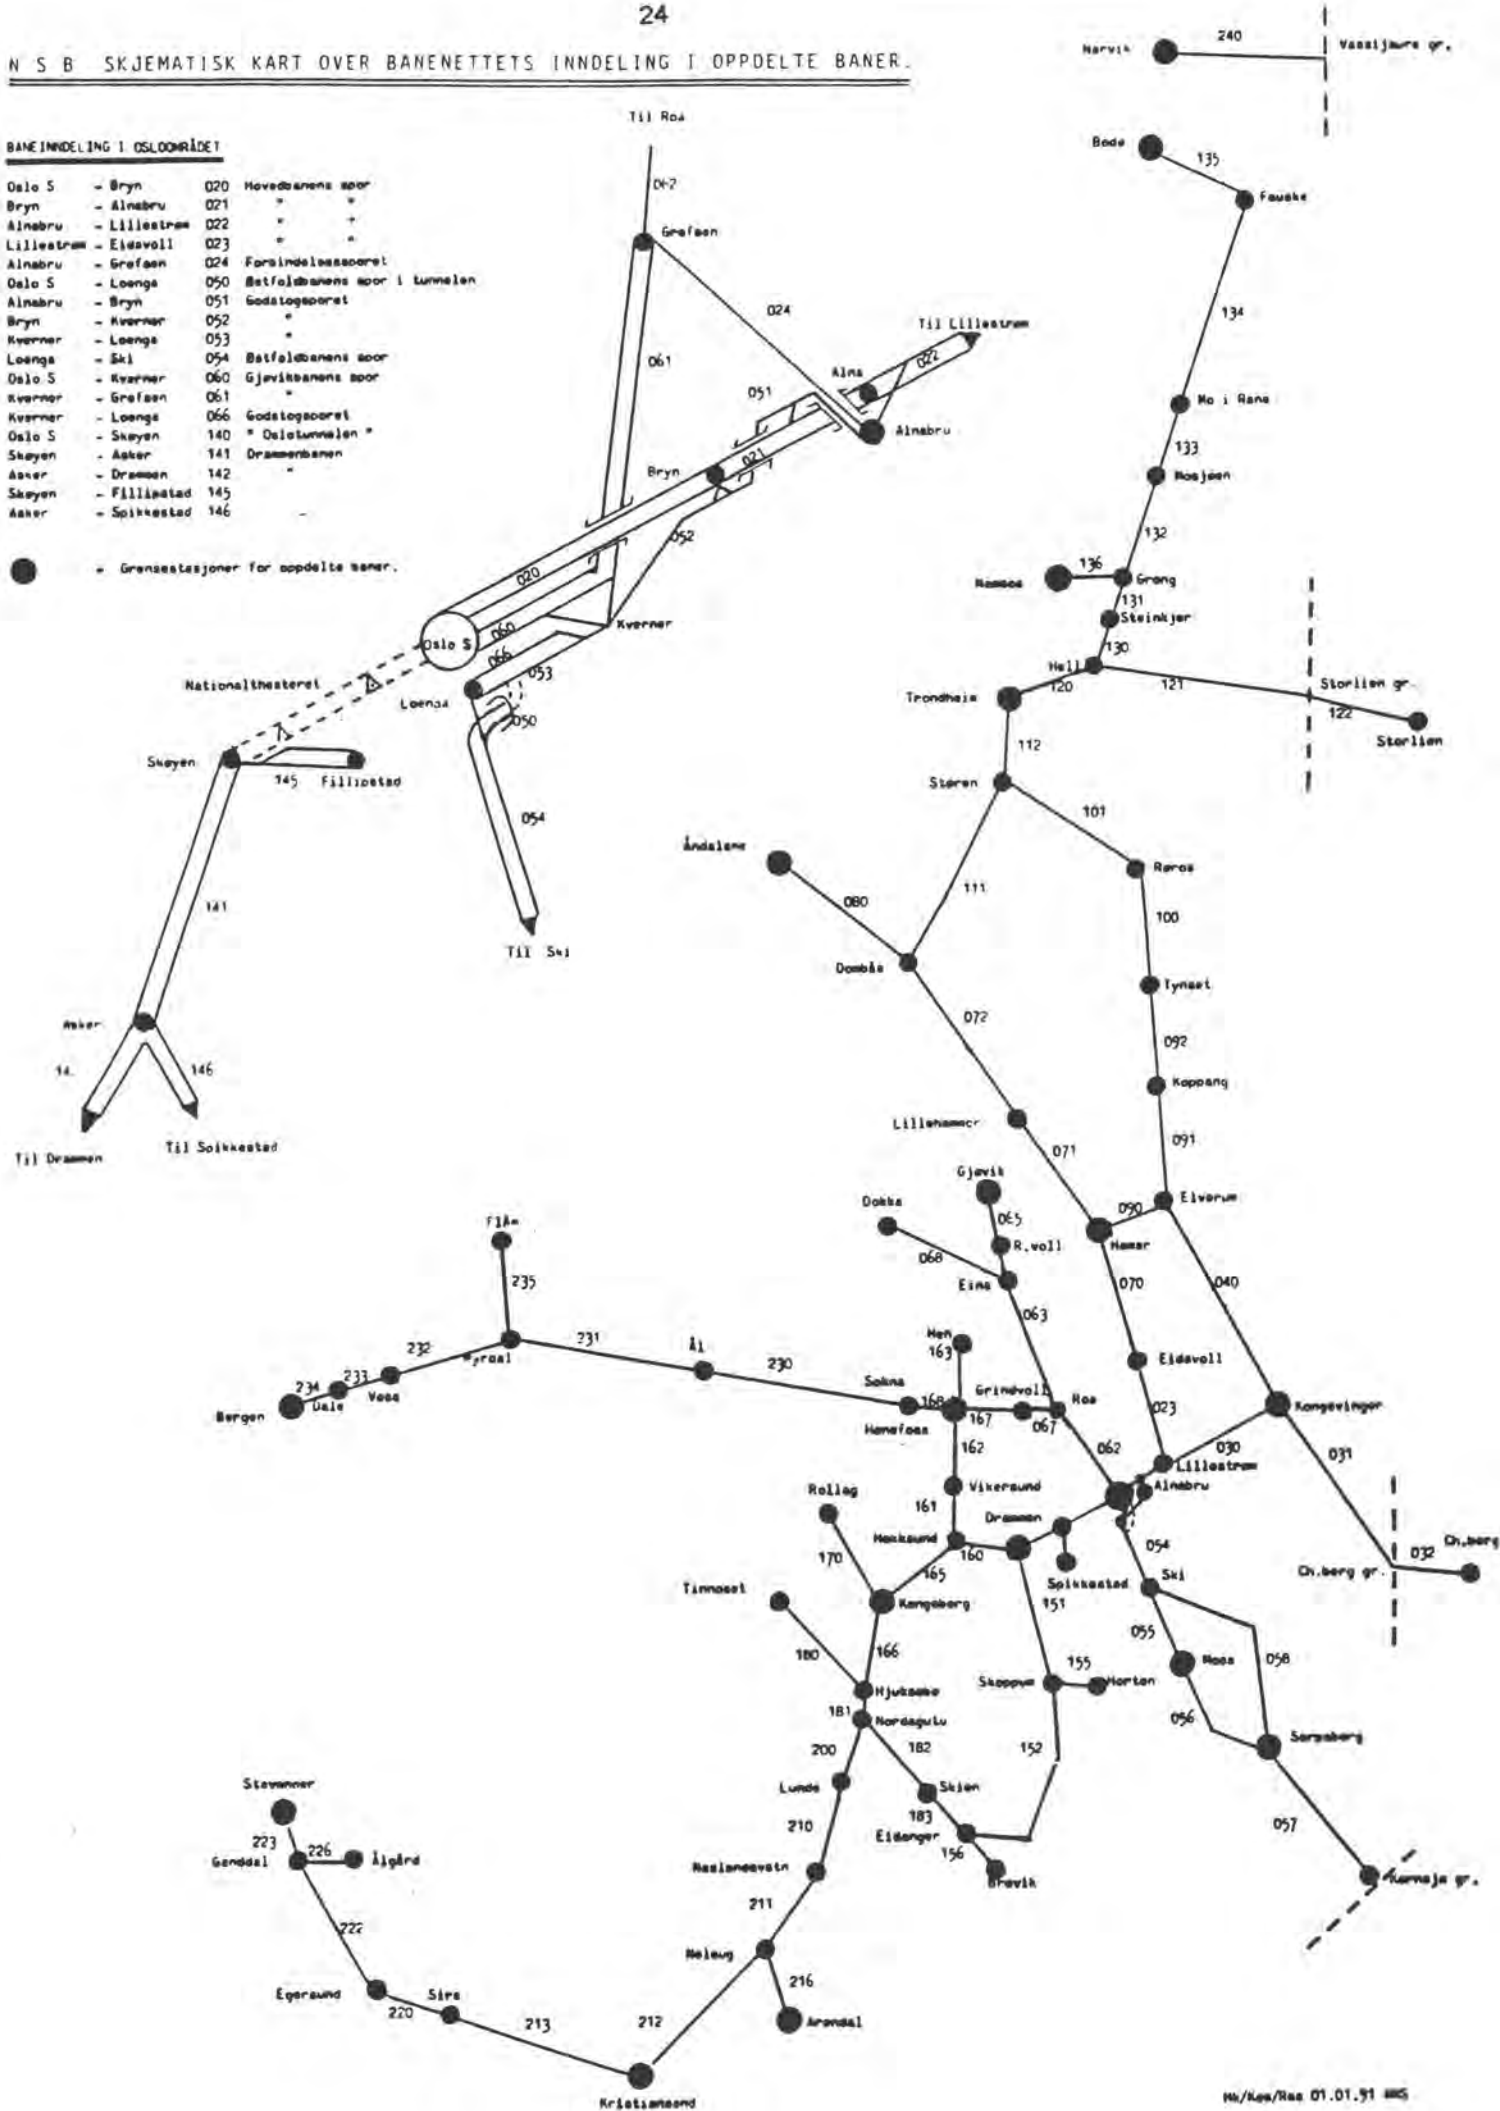 24
N S B SKJEMATISK KART OVER BANENETTETS INNDELING I OPPDELTE BANER.
BANEINNDELING I OSLOOMRÅDET
Oslo S - Bryn 020 Hovedbanens spor
Bryn - Alnabru 021 " "
Alnabru - Lillestrøm 022 " "
Lillestrøm - Eidsvoll 023 " "
Alnabru - Grefsen 024
Oslo S - Loenga 050 Østfoldbanens spor i tunnelen
Alnabru - Bryn 051 Godstogsporet
Bryn - Kværner 052 "
Kværner - Loenga 053 "
Loenga - Ski 054 Østfoldbanens spor
Oslo S - Kværner 060 Gjøvikbanens spor
Kværner - Grefsen 061 "
Kværner - Loenga 066 Godstogsporet
Oslo S - Skøyen 140 " Oslotunnelen "
Skøyen - Asker 141 Drammenbanen
Asker - Drammen 142 "
Skøyen - Fillipstad 145
Asker - Spikkestad 146
= Grensestasjoner for oppdelte baner.
Til Roa
Grefsen
024
061
Til Lillestrøm
022
Alna
051
Alnabru
Bryn
021
052
020
Kværner
Oslo S
060
066
053
Nationaltheateret
Loenga
050
Skøyen
145
Fillipstad
054
141
Til Ski
Asker
146
Til Drammen
Til Spikkestad
Narvik
240
Vassijaure gr.
Bodø
135
Fauske
134
Mo i Rana
133
Mosjøen
132
Namsos
136
Grong
131
Steinkjer
130
Hell
120
121
Storlien gr.
122
Storlien
Trondheim
112
Støren
101
Åndalsne
080
111
Røros
100
Dombås
Tynset
072
092
Koppang
Lillehammer
091
071
Gjøvik
Elverum
090
Dokka
065
R.voll
Hamar
068
Eina
063
070
040
Flåm
235
232
Myrdal
231
Ål
230
233
234
Dale
Voss
Bergen
Hen
163
Sokna
168
Grindvoll
Roa
Hønefoss
167
067
Eidsvoll
023
Kongsvinger
162
062
030
031
Lillestrøm
Alnabru
Vikersund
Rollag
161
Drammen
Hokksund
160
054
Ch.berg
032
Ch.berg gr.
170
165
Spikkestad
Ski
Tinnoset
Kongsberg
151
055
058
180
166
155
Moss
Hjuksebø
Skoppum
Horten
181
Nordagutu
056
Sarpsborg
200
182
152
Lunde
Skien
183
Eidanger
057
210
156
Brevik
Kornsjø gr.
Stavanner
223
226
Ganddal
Ålgård
Neslandsvatn
211
222
Nelaug
216
Egersund
Sira
220
213
212
Arendal
Kristiansand
01.01.91